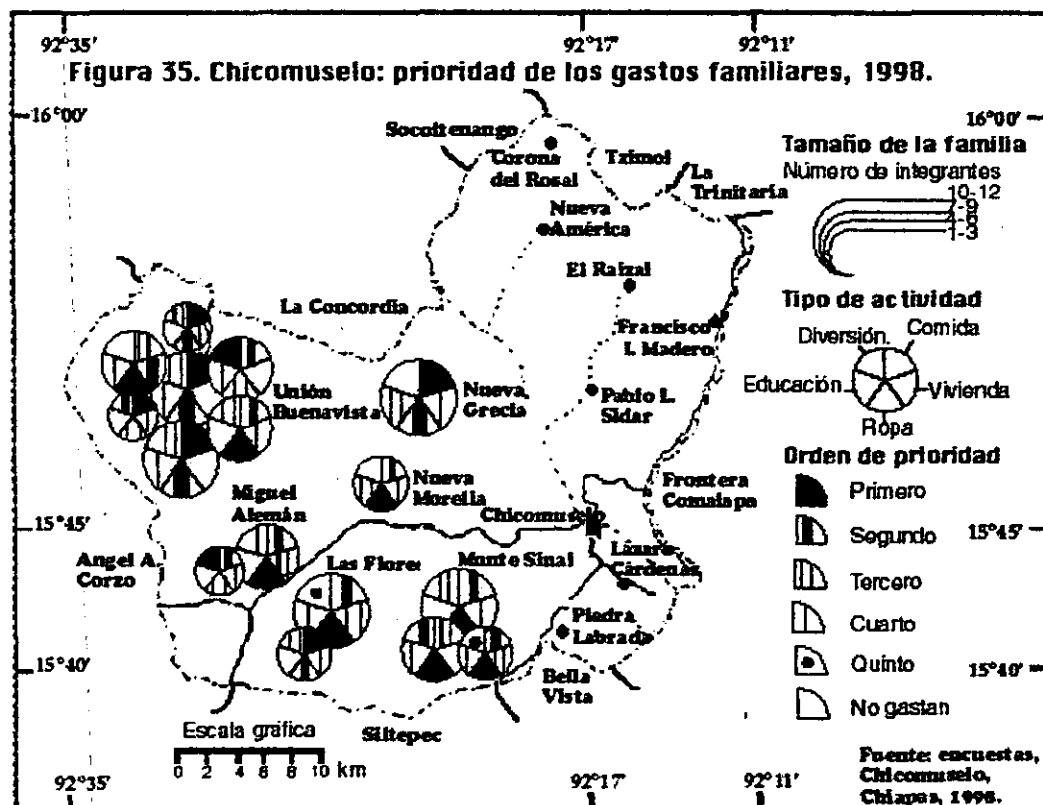 92°35'
92°17'
92°11'
Figura 35. Chicomuselo: prioridad de los gastos familiares, 1998.
16°00'
16°00'
Socoltenango
Corona
del Rosal
Tzimol
La
Trinitaria
Nueva
América
El Raizal
La Concordia
Francisco
I. Madero
Unión
Buenavista
Nueva
Grecia
Pablo L.
Sidar
Nueva
Morelia
Miguel
Alemán
Chicomuselo
Frontera
Comalapa
15°45'
Angel A.
Corzo
Las Flores
Monte Sinaí
Lázaro
Cárdenas
Piedra
Labrada
15°40'
Bella
Vista
Siltepec
Escala gráfica
0 2 4 6 8 10 km
Tamaño de la familia
Número de integrantes
10-12
7-9
4-6
1-3
Tipo de actividad
Diversión
Comida
Educación
Vivienda
Ropa
Orden de prioridad
Primero
Segundo
15°45'
Tercero
Cuarto
Quinto
15°40'
No gastan
Fuente: encuestas,
Chicomuselo,
Chiapas, 1998.
92°35'
92°17'
92°11'